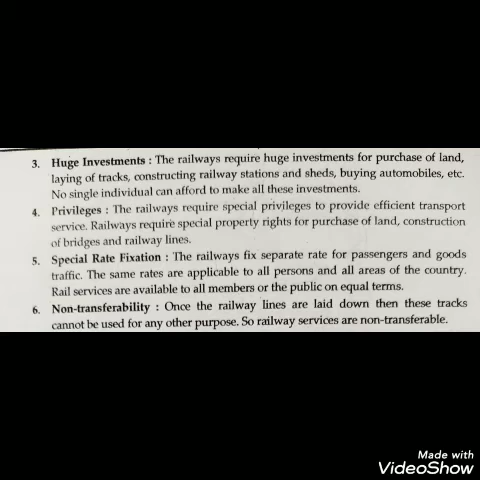 3. Huge Investments : The railways require huge investments for purchase of land,
laying of tracks, constructing railway stations and sheds, buying automobiles, etc.
No single individual can afford to make all these investments.
4. Privileges : The railways require special privileges to provide efficient transport
service. Railways require special property rights for purchase of land, construction
of bridges and railway lines.
5. Special Rate Fixation : The railways fix separate rate for passengers and goods
traffic. The same rates are applicable to all persons and all areas of the country.
Rail services are available to all members or the public on equal terms.
6. Non-transferability : Once the railway lines are laid down then these tracks
cannot be used for any other purpose. So railway services are non-transferable.
Made with
VideoShow